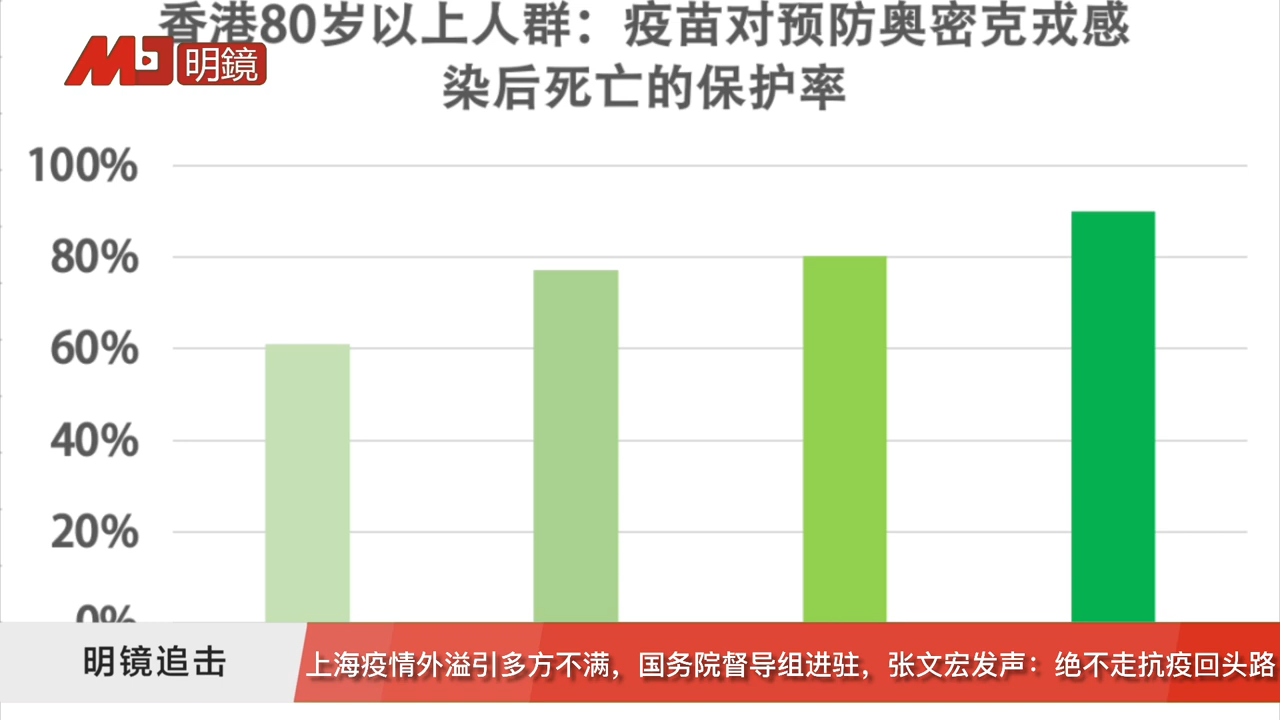 香港80岁以上人群：疫苗对预防奥密克戎感
染后死亡的保护率
明鏡
100%
80%
60%
40%
20%
0%
明镜追击
上海疫情外溢引多方不满，国务院督导组进驻，张文宏发声：绝不走抗疫回头路